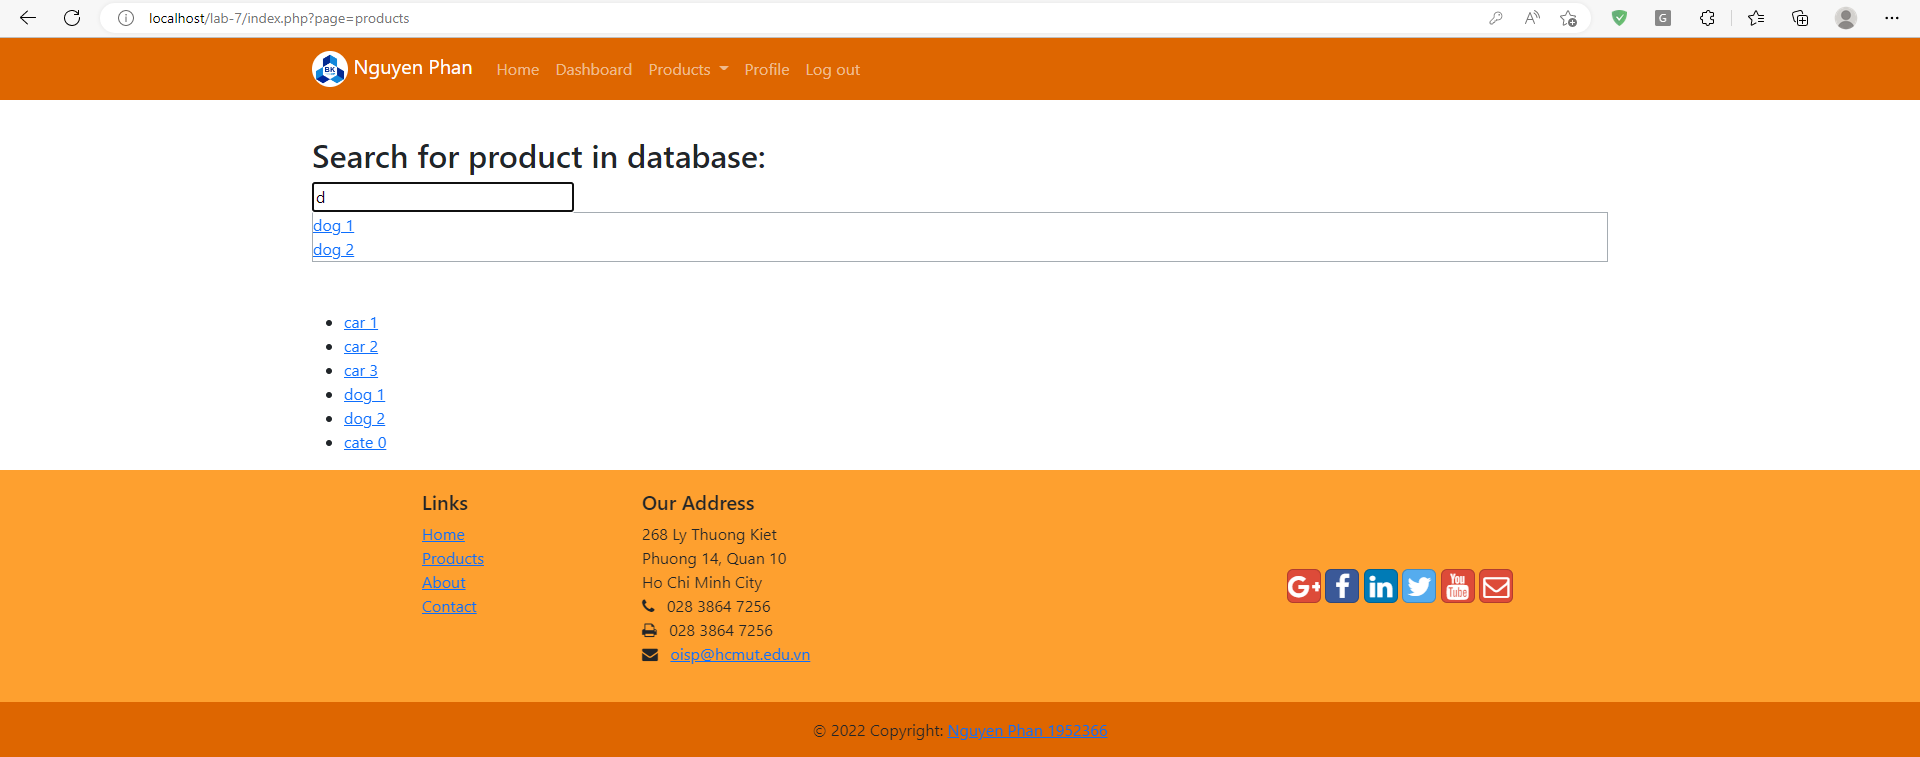 localhost/lab-7/index.php?page=products
BK
Nguyen Phan Home Dashboard Products Profile Log out
Search for product in database:
d
dog 1
dog 2
car 1
car 2
car 3
dog 1
dog 2
cate 0
Links
Home
Products
About
Contact
Our Address
268 Ly Thuong Kiet
Phuong 14, Quan 10
Ho Chi Minh City
028 3864 7256
028 3864 7256
oisp@hcmut.edu.vn
G+ f in You Tube
© 2022 Copyright: Nguyen Phan 1952366